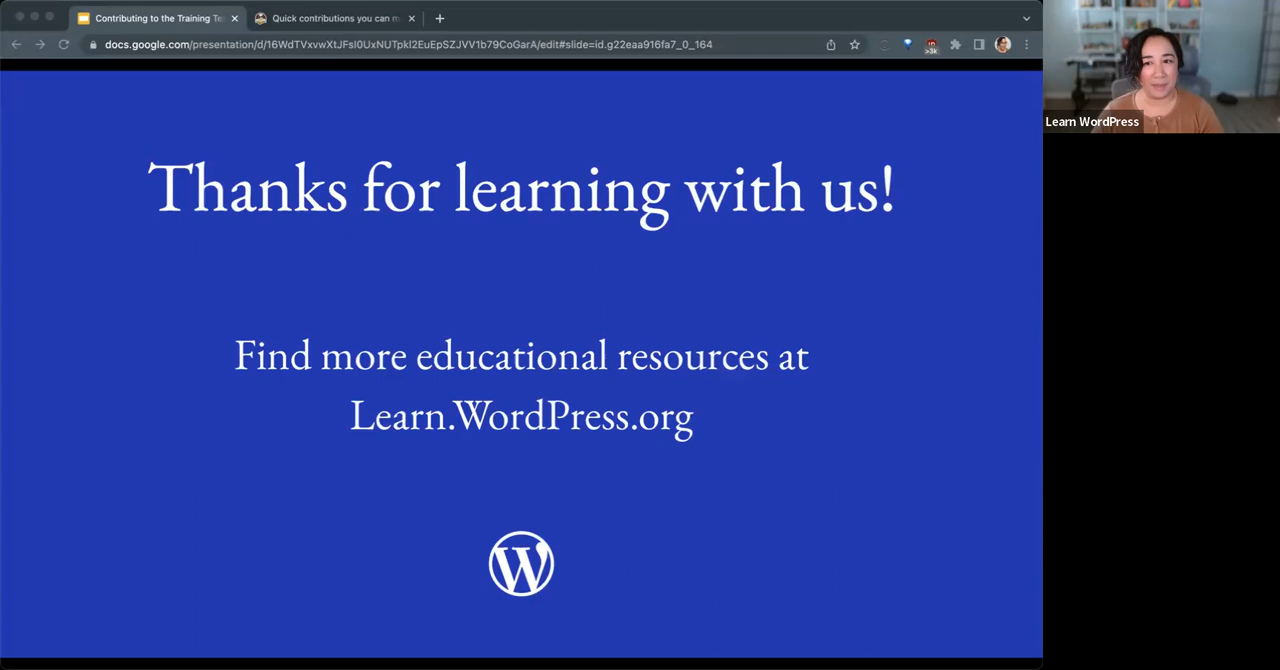 Contributing to the Training Te
Quick contributions you can m
docs.google.com/presentation/d/16WdTVxvwXtJFsI0UxNUTpkI2EuEpSZJVV1b79CoGarA/edit#slide=id.g22eaa916fa7_0_164
>3k
Learn WordPress
Thanks for learning with us!
Find more educational resources at
Learn.WordPress.org